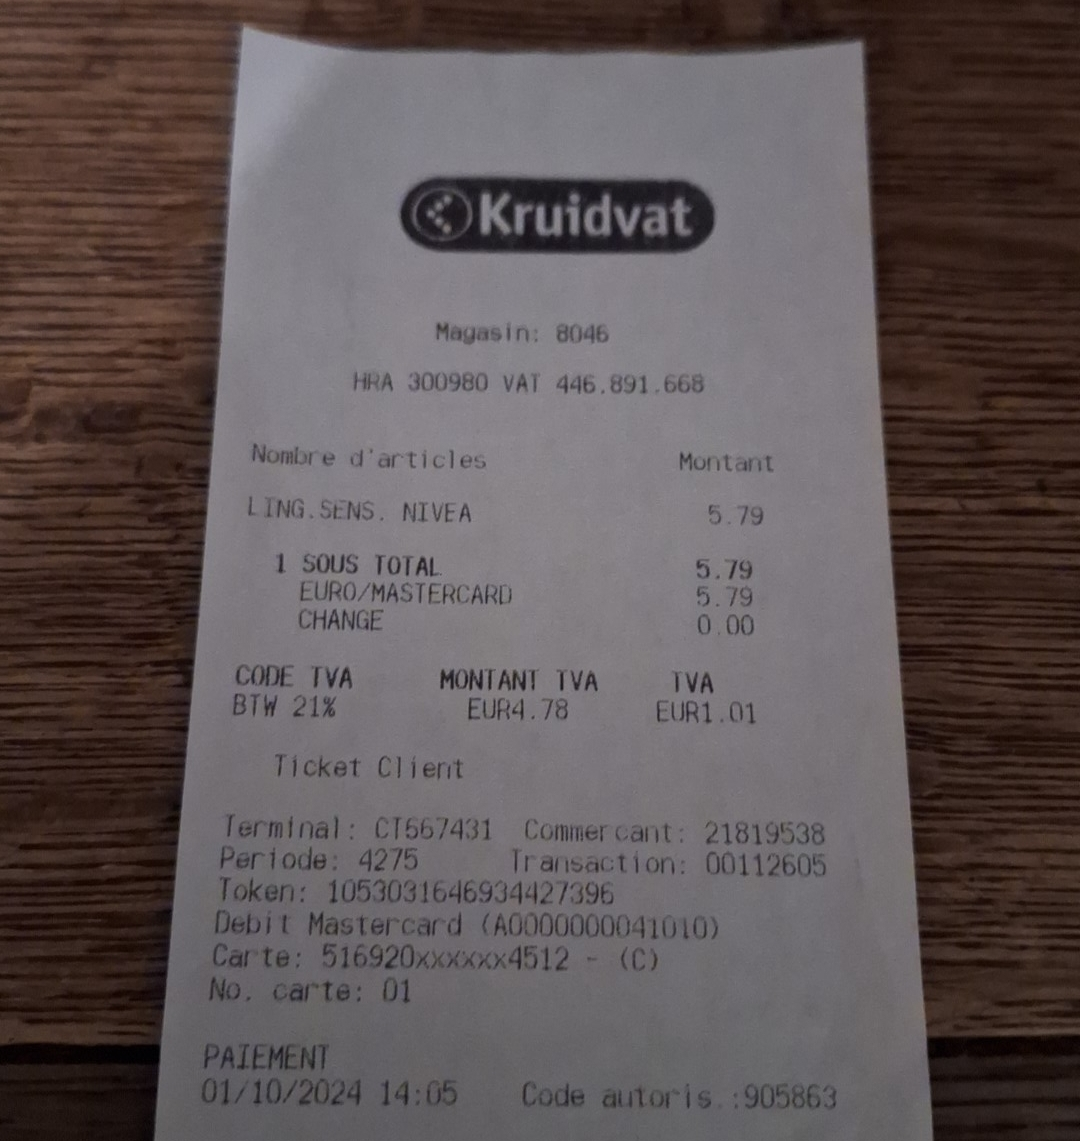 Kruidvat
Magasin: 8046
HRA 300980 VAT 446.891.668
Nombre d'articles Montant
LING.SENS. NIVEA 5.79
1 SOUS TOTAL 5.79
EURO/MASTERCARD 5.79
CHANGE 0.00
CODE TVA MONTANT TVA TVA
BTW 21% EUR4.78 EUR1.01
Ticket Client
Terminal: CT667431 Commercant: 21819538
Periode: 4275 Transaction: 00112605
Token: 1053031646934427396
Debit Mastercard (A0000000041010)
Carte: 516920xxxxxx4512 - (C)
No. carte: 01
PAIEMENT
01/10/2024 14:05 Code autoris.:905863